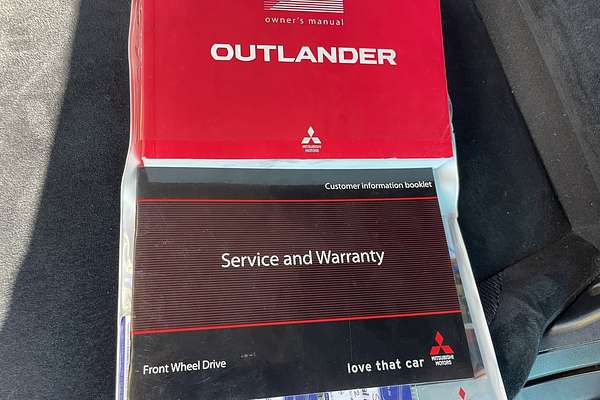 owner's manual
OUTLANDER
MITSUBISHI
MOTORS
Customer information booklet
Service and Warranty
Front Wheel Drive
love that car
MITSUBISHI
MOTORS